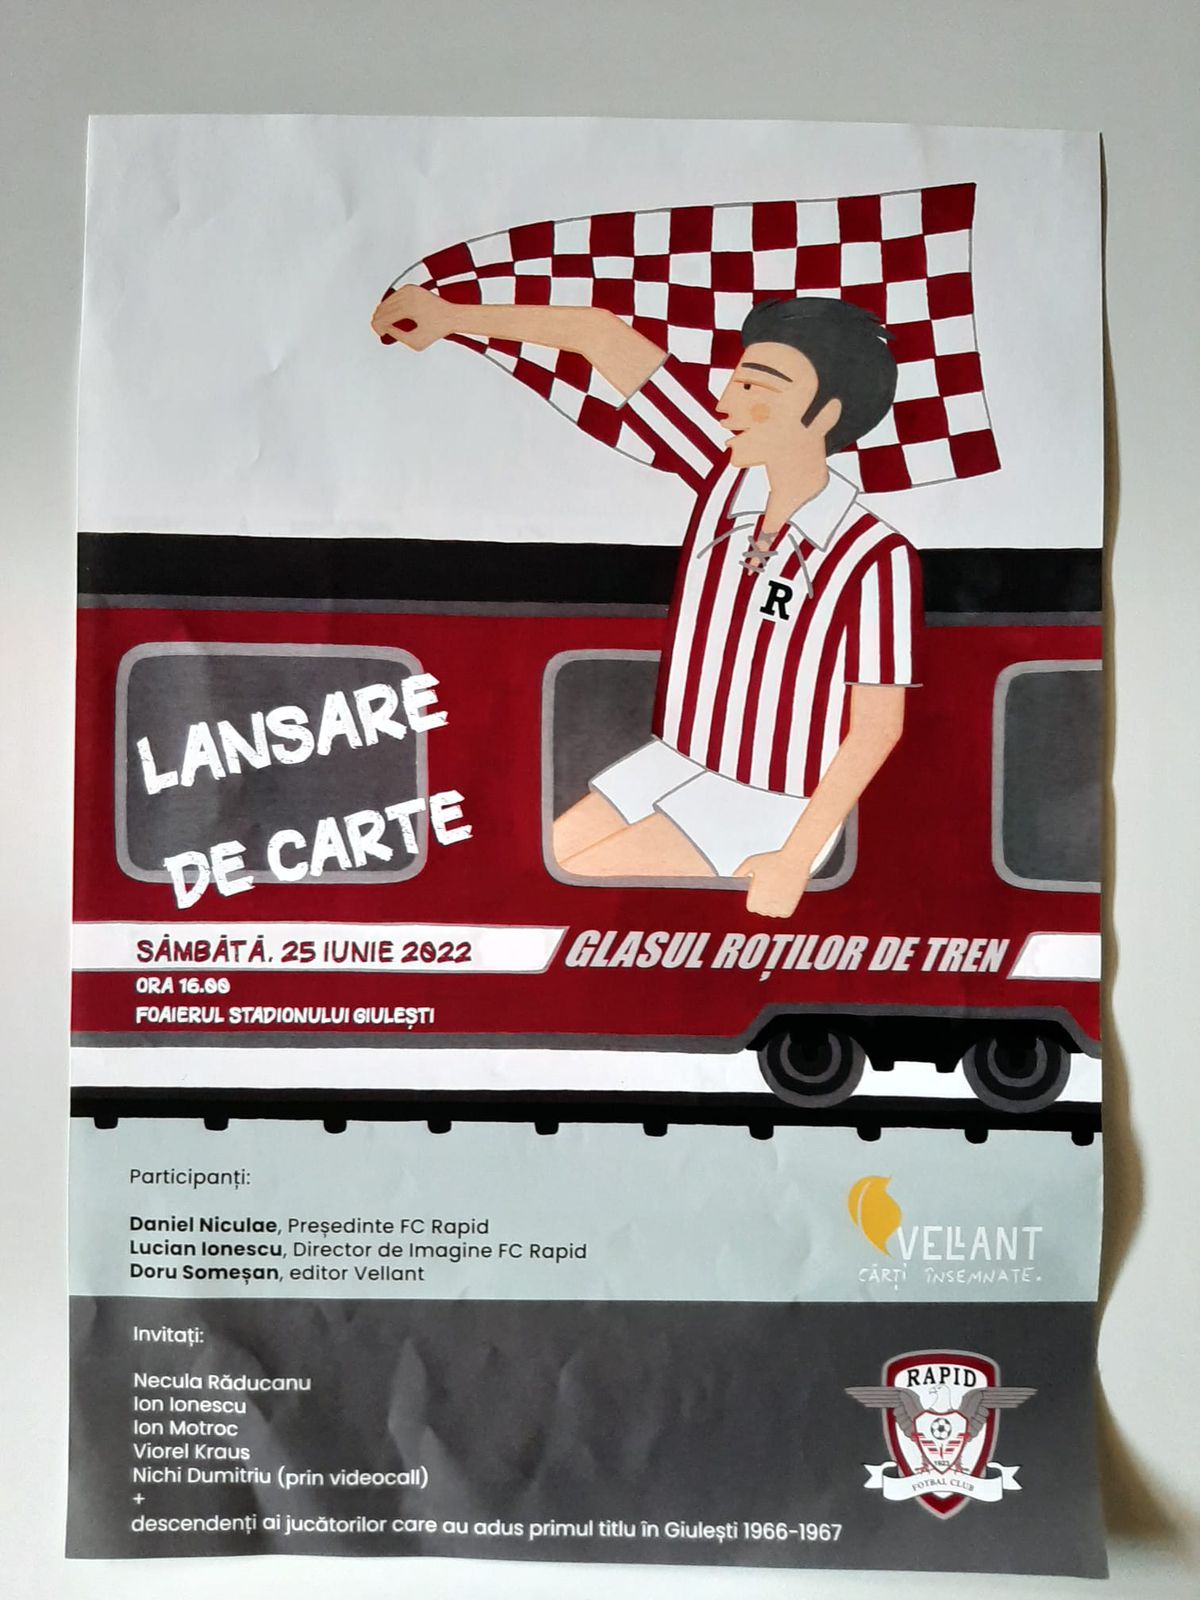 R
LANSARE
DE CARTE
SÂMBĂTĂ. 25 IUNIE 2022
GLASUL ROȚILOR DE TREN
ORA 16.00
FOAIERUL STADIONULUI GIULEȘTI
Participanți:
Daniel Niculae, Președinte FC Rapid
Lucian Ionescu, Director de Imagine FC Rapid
Doru Someșan, editor Vellant
VELLANT
CĂRȚI ÎNSEMNATE.
Invitați:
Necula Răducanu
Ion Ionescu
Ion Motroc
Viorel Kraus
Nichi Dumitriu (prin videocall)
+
descendenți ai jucătorilor care au adus primul titlu în Giulești 1966-1967
RAPID
1923
FOTBAL CLUB